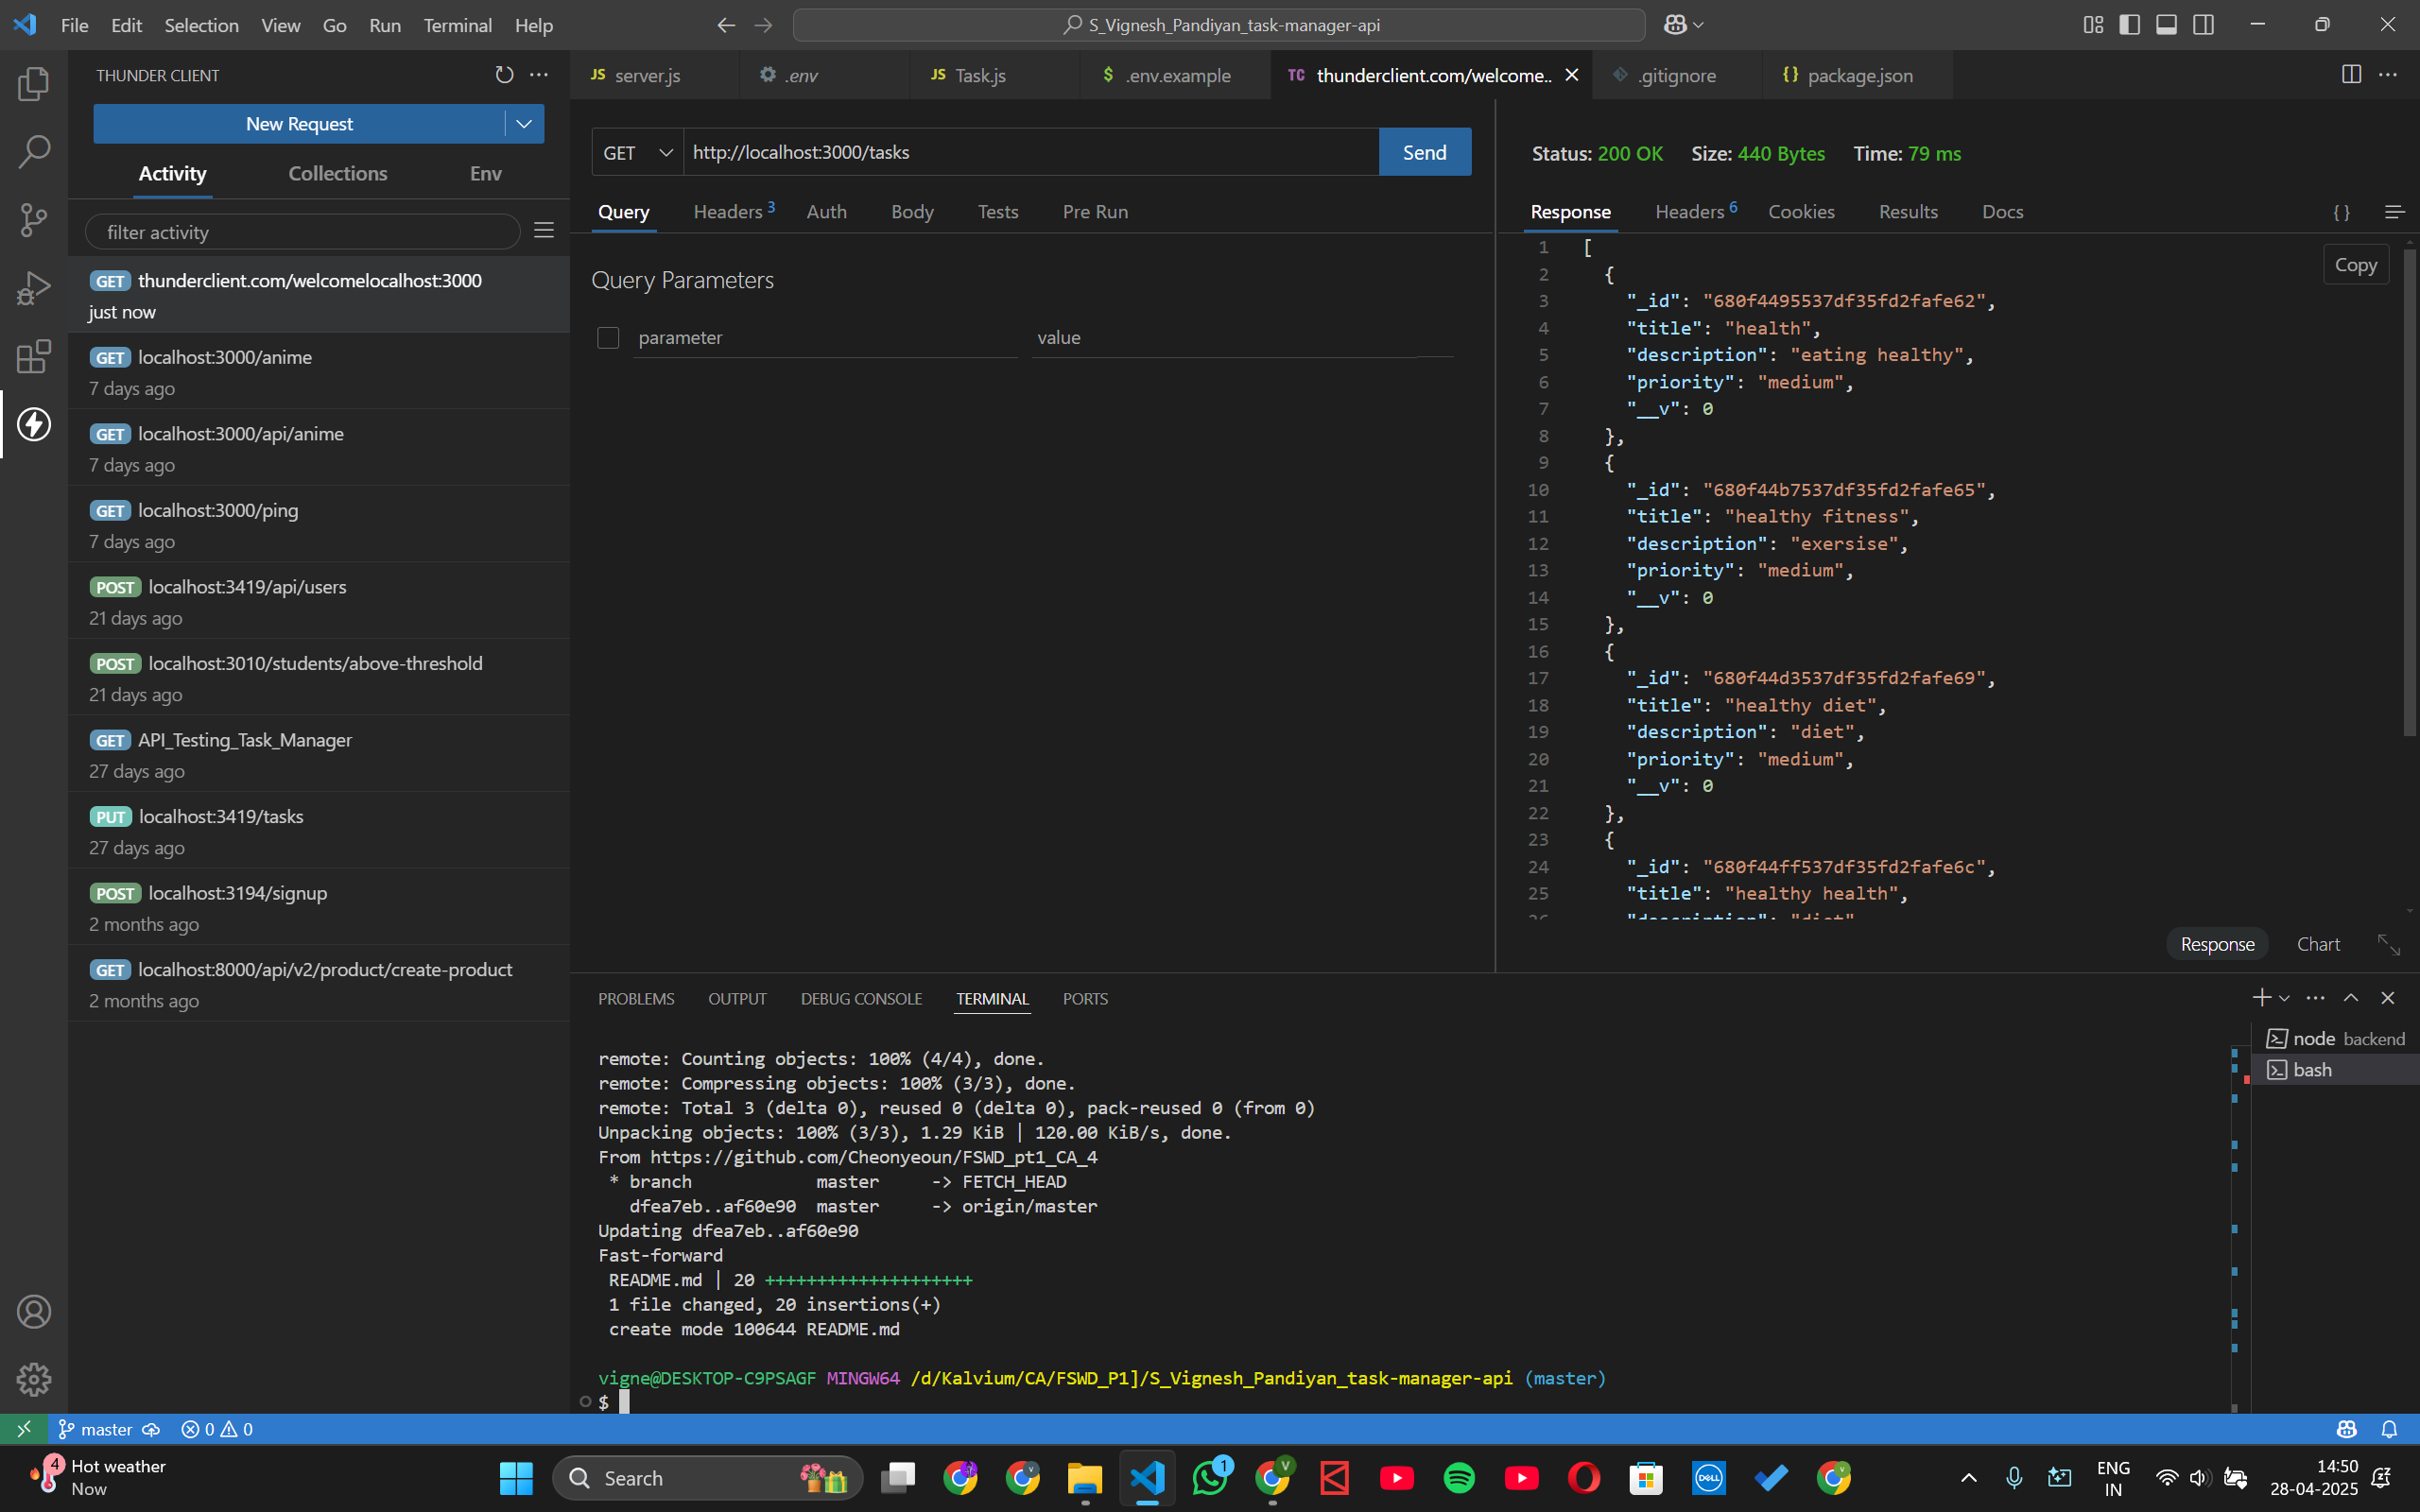 File Edit Selection View Go Run Terminal Help
S_Vignesh_Pandiyan_task-manager-api
THUNDER CLIENT
New Request
Activity Collections Env
filter activity
GET thunderclient.com/welcomelocalhost:3000
just now
GET localhost:3000/anime
7 days ago
GET localhost:3000/api/anime
7 days ago
GET localhost:3000/ping
7 days ago
POST localhost:3419/api/users
21 days ago
POST localhost:3010/students/above-threshold
21 days ago
GET API_Testing_Task_Manager
27 days ago
PUT localhost:3419/tasks
27 days ago
POST localhost:3194/signup
2 months ago
GET localhost:8000/api/v2/product/create-product
2 months ago
JS server.js .env JS Task.js $ .env.example TC thunderclient.com/welcome.. .gitignore {} package.json
GET http://localhost:3000/tasks Send
Query Headers 3 Auth Body Tests Pre Run
Query Parameters
parameter value
Status: 200 OK Size: 440 Bytes Time: 79 ms
Response Headers 6 Cookies Results Docs { }
Copy
1 [
2 {
3 "_id": "680f4495537df35fd2fafe62",
4 "title": "health",
5 "description": "eating healthy",
6 "priority": "medium",
7 "__v": 0
8 },
9 {
10 "_id": "680f44b7537df35fd2fafe65",
11 "title": "healthy fitness",
12 "description": "exersise",
13 "priority": "medium",
14 "__v": 0
15 },
16 {
17 "_id": "680f44d3537df35fd2fafe69",
18 "title": "healthy diet",
19 "description": "diet",
20 "priority": "medium",
21 "__v": 0
22 },
23 {
24 "_id": "680f44ff537df35fd2fafe6c",
25 "title": "healthy health",
26 "description": "diet"
Response Chart
PROBLEMS OUTPUT DEBUG CONSOLE TERMINAL PORTS
node backend
bash
remote: Counting objects: 100% (4/4), done.
remote: Compressing objects: 100% (3/3), done.
remote: Total 3 (delta 0), reused 0 (delta 0), pack-reused 0 (from 0)
Unpacking objects: 100% (3/3), 1.29 KiB | 120.00 KiB/s, done.
From https://github.com/Cheonyeoun/FSWD_pt1_CA_4
* branch master -> FETCH_HEAD
dfea7eb..af60e90 master -> origin/master
Updating dfea7eb..af60e90
Fast-forward
README.md | 20 ++++++++++++++++++++
1 file changed, 20 insertions(+)
create mode 100644 README.md
vigne@DESKTOP-C9PSAGF MINGW64 /d/Kalvium/CA/FSWD_P1]/S_Vignesh_Pandiyan_task-manager-api (master)
$
master 0 0
4 Hot weather
Now
Search
1
V
DELL
ENG
IN
14:50
28-04-2025